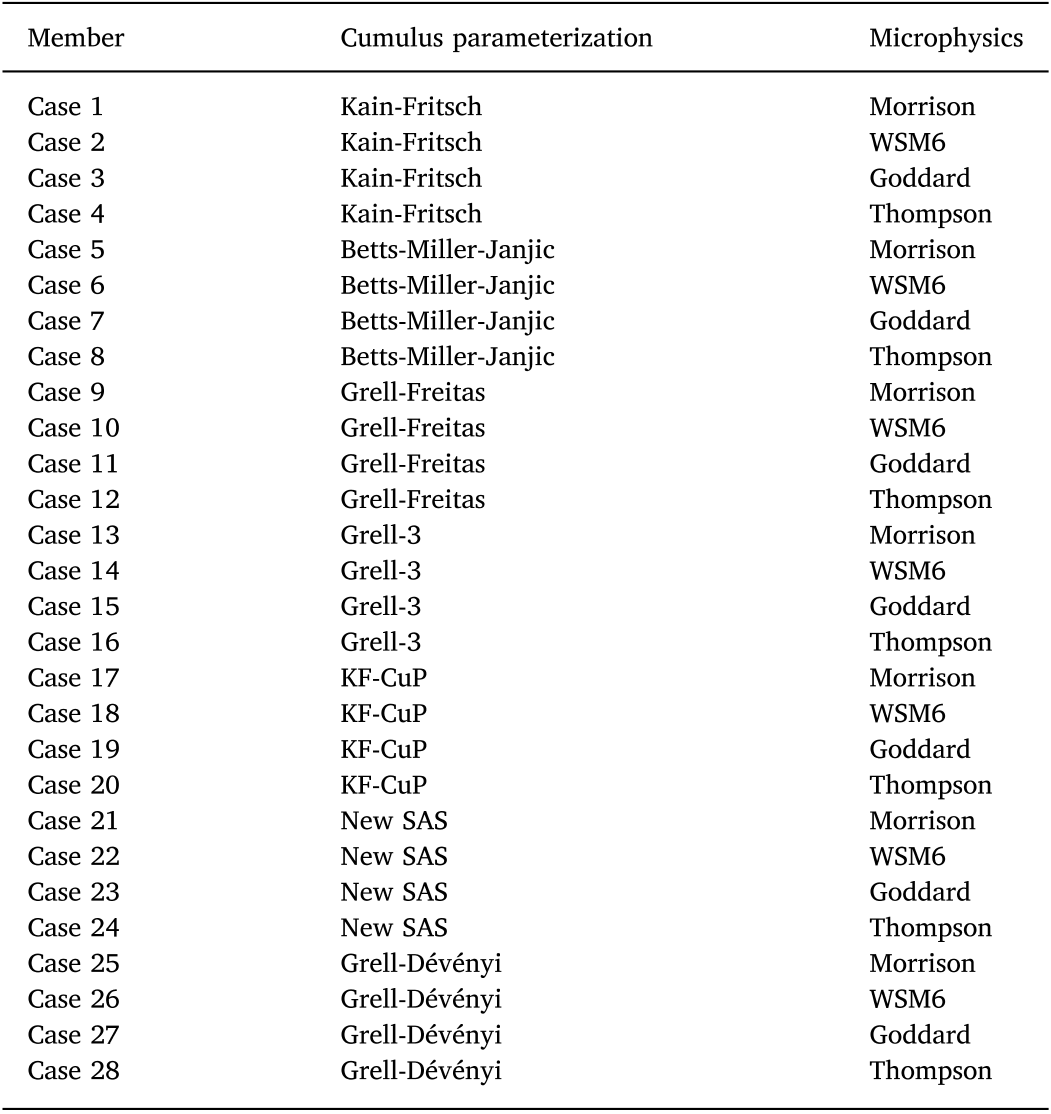 Member Cumulus parameterization Microphysics
Case 1 Kain-Fritsch Morrison
Case 2 Kain-Fritsch WSM6
Case 3 Kain-Fritsch Goddard
Case 4 Kain-Fritsch Thompson
Case 5 Betts-Miller-Janjic Morrison
Case 6 Betts-Miller-Janjic WSM6
Case 7 Betts-Miller-Janjic Goddard
Case 8 Betts-Miller-Janjic Thompson
Case 9 Grell-Freitas Morrison
Case 10 Grell-Freitas WSM6
Case 11 Grell-Freitas Goddard
Case 12 Grell-Freitas Thompson
Case 13 Grell-3 Morrison
Case 14 Grell-3 WSM6
Case 15 Grell-3 Goddard
Case 16 Grell-3 Thompson
Case 17 KF-CuP Morrison
Case 18 KF-CuP WSM6
Case 19 KF-CuP Goddard
Case 20 KF-CuP Thompson
Case 21 New SAS Morrison
Case 22 New SAS WSM6
Case 23 New SAS Goddard
Case 24 New SAS Thompson
Case 25 Grell-Dévényi Morrison
Case 26 Grell-Dévényi WSM6
Case 27 Grell-Dévényi Goddard
Case 28 Grell-Dévényi Thompson